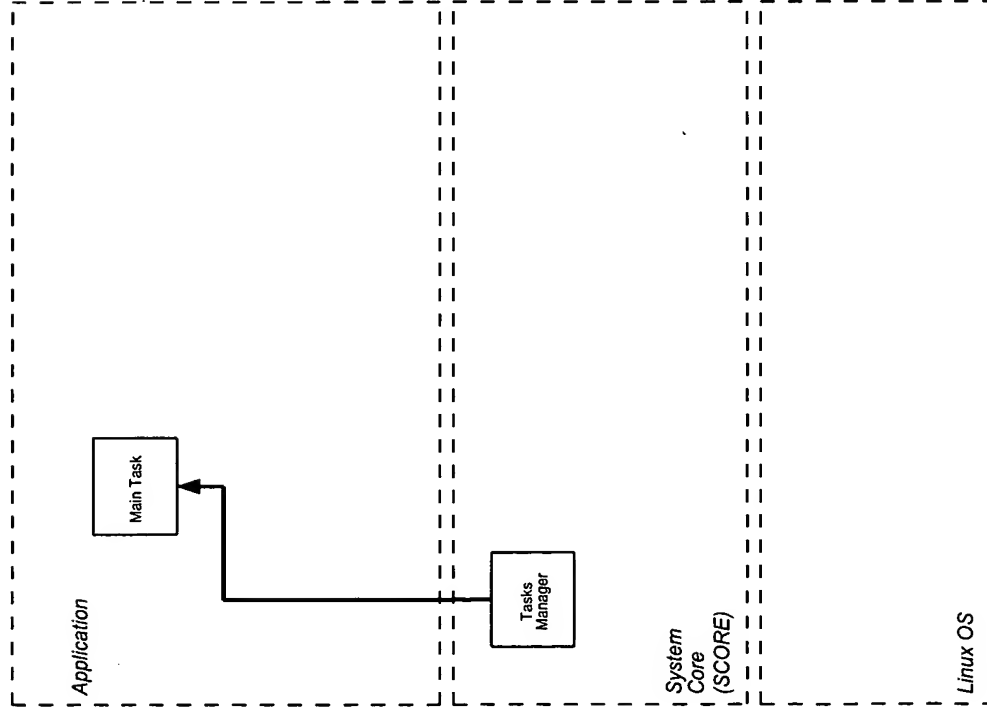 Application
Main Task
Tasks
Manager
System
Core
(SCORE)
Linux OS